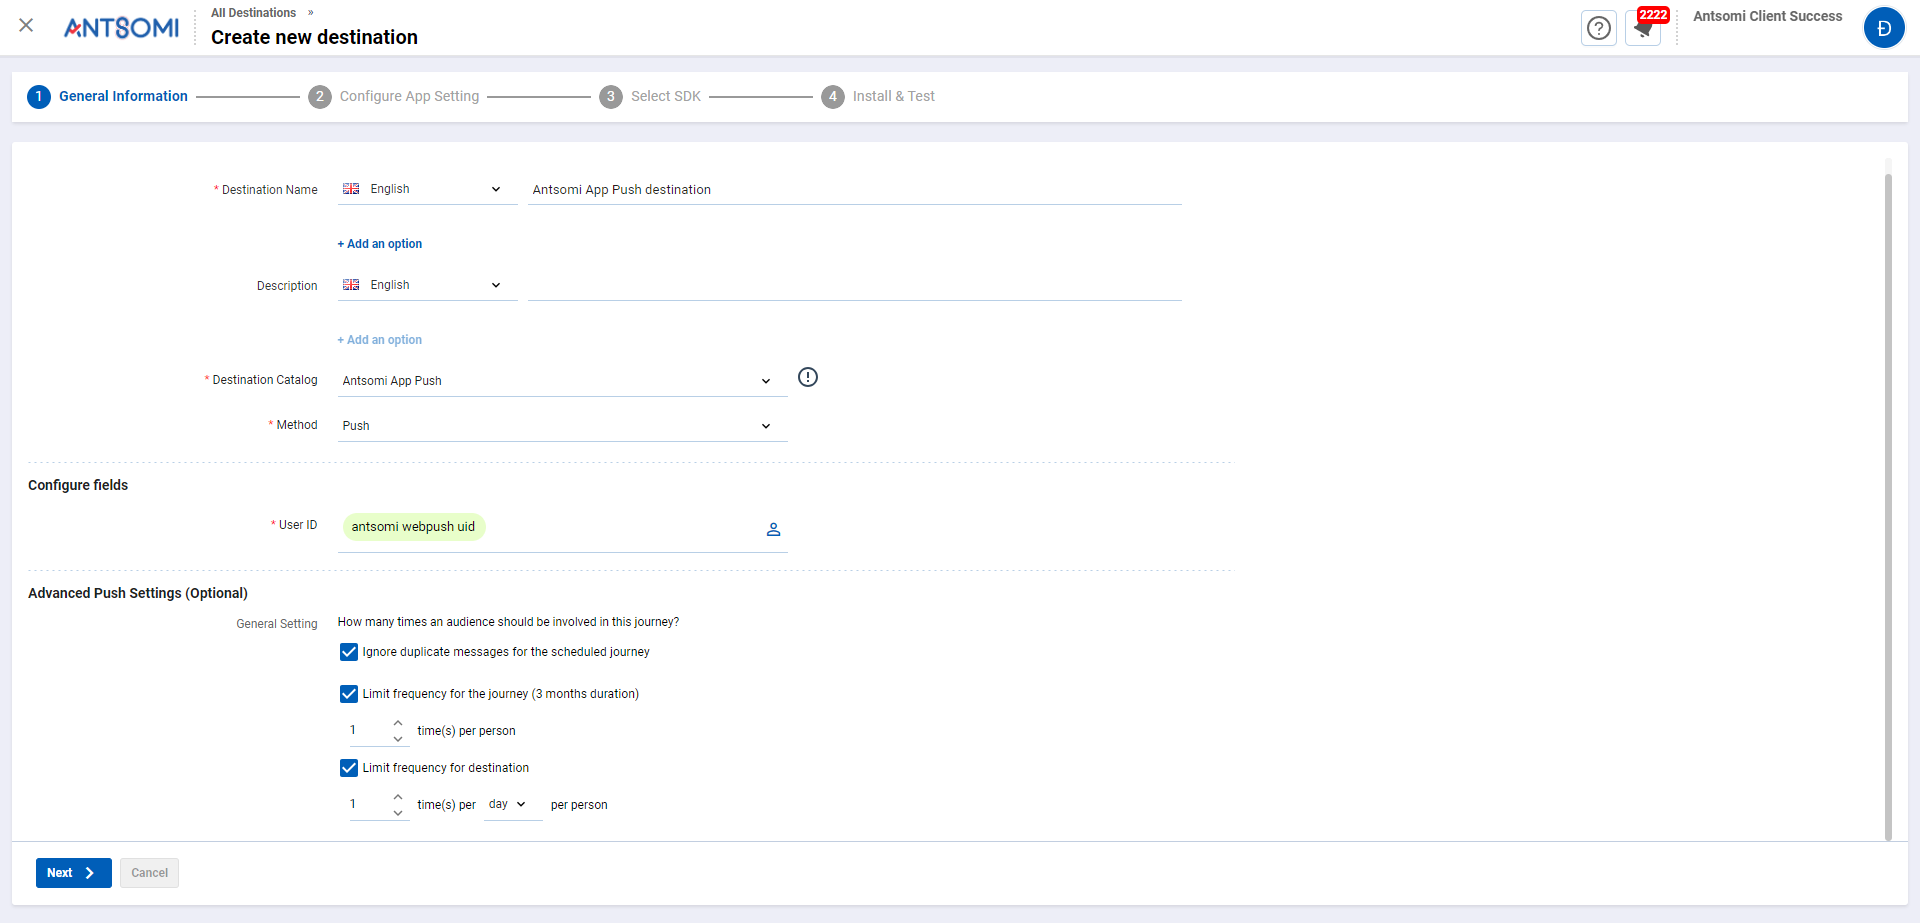 ANTSOMI
All Destinations »
Create new destination
2222
Antsomi Client Success
Đ
1 General Information
2 Configure App Setting
3 Select SDK
4 Install & Test
* Destination Name English Antsomi App Push destination
+ Add an option
Description English
+ Add an option
* Destination Catalog Antsomi App Push
* Method Push
Configure fields
* User ID antsomi webpush uid
Advanced Push Settings (Optional)
General Setting How many times an audience should be involved in this journey?
Ignore duplicate messages for the scheduled journey
Limit frequency for the journey (3 months duration)
1 time(s) per person
Limit frequency for destination
1 time(s) per day per person
Next Cancel